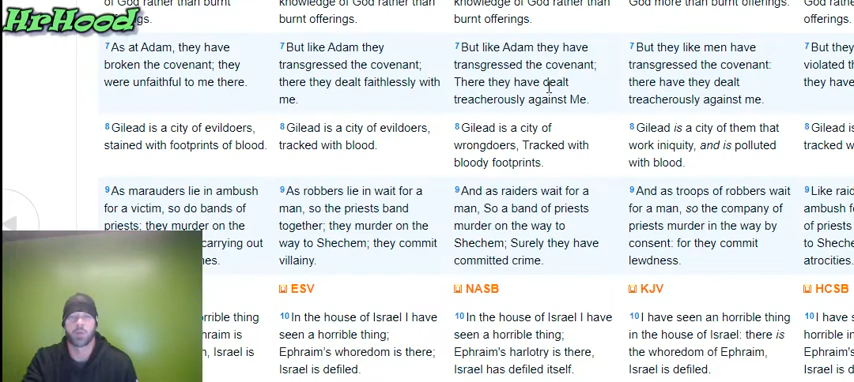 HrHood
of God rather than burnt
offerings.
7 As at Adam, they have
broken the covenant; they
were unfaithful to me there.
8 Gilead is a city of evildoers,
stained with footprints of blood.
9 As marauders lie in ambush
for a victim, so do bands of
priests; they murder on the
carrying out
rrible thing
hraim is
n, Israel is
knowledge of God rather than
burnt offerings.
7 But like Adam they
transgressed the covenant;
there they dealt faithlessly with
me.
8 Gilead is a city of evildoers,
tracked with blood.
9 As robbers lie in wait for a
man, so the priests band
together; they murder on the
way to Shechem; they commit
villainy.
ESV
10 In the house of Israel I have
seen a horrible thing;
Ephraim's whoredom is there;
Israel is defiled.
knowledge of God rather than
burnt offerings.
7 But like Adam they have
transgressed the covenant;
There they have dealt
treacherously against Me.
8 Gilead is a city of
wrongdoers, Tracked with
bloody footprints.
9 And as raiders wait for a
man, So a band of priests
murder on the way to
Shechem; Surely they have
committed crime.
NASB
10 In the house of Israel I have
seen a horrible thing;
Ephraim's harlotry is there,
Israel has defiled itself.
God more than burnt offerings.
7 But they like men have
transgressed the covenant:
there have they dealt
treacherously against me.
8 Gilead is a city of them that
work iniquity, and is polluted
with blood.
9 And as troops of robbers wait
for a man, so the company of
priests murder in the way by
consent: for they commit
lewdness.
KJV
10 I have seen an horrible thing
in the house of Israel: there is
the whoredom of Ephraim,
Israel is defiled.
offerings.
7 But they
violated th
they have
8 Gilead is
tracked w
9 Like raid
ambush f
of priests
to Sheche
atrocities.
HCSB
10 I have s
horrible in
Ephraim's
Israel is d